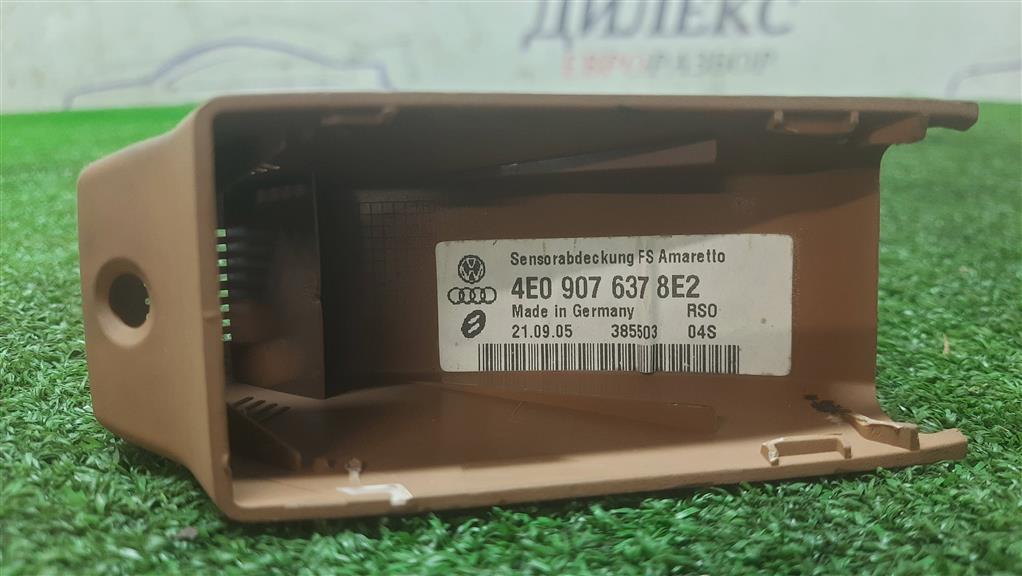 ДИЛЕКС
ЕВРОРАЗБОР
Sensorabdeckung FS Amaretto
4E0 907 637 8E2
Made in Germany RSO
21.09.05 385503 04S